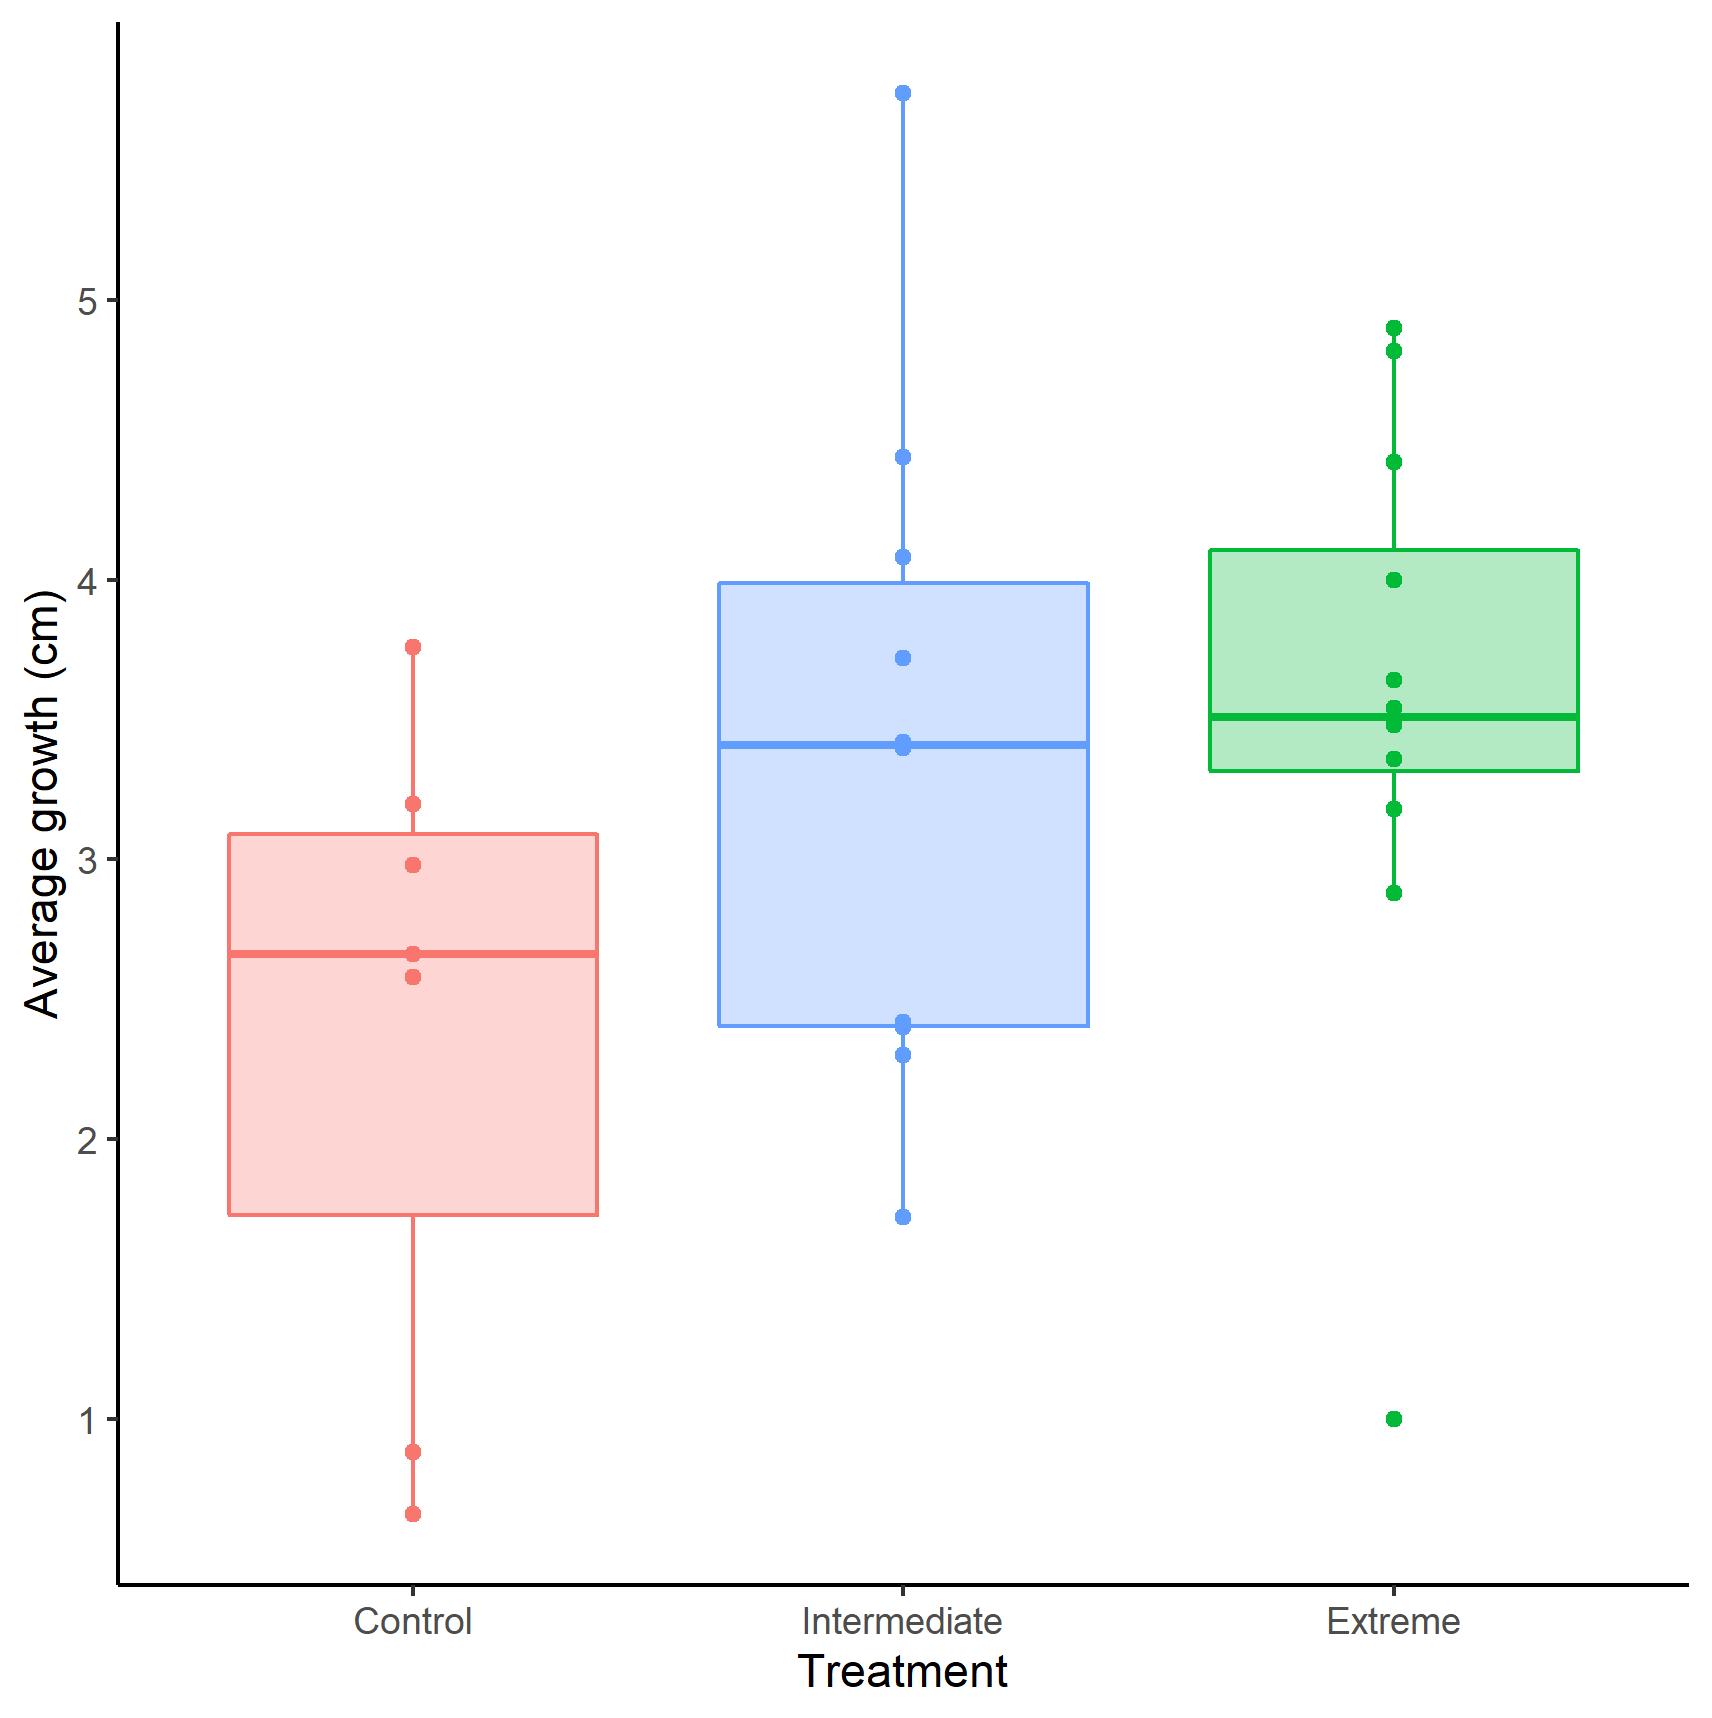 Average growth (cm)
5
4
3
2
1
Control
Intermediate
Extreme
Treatment